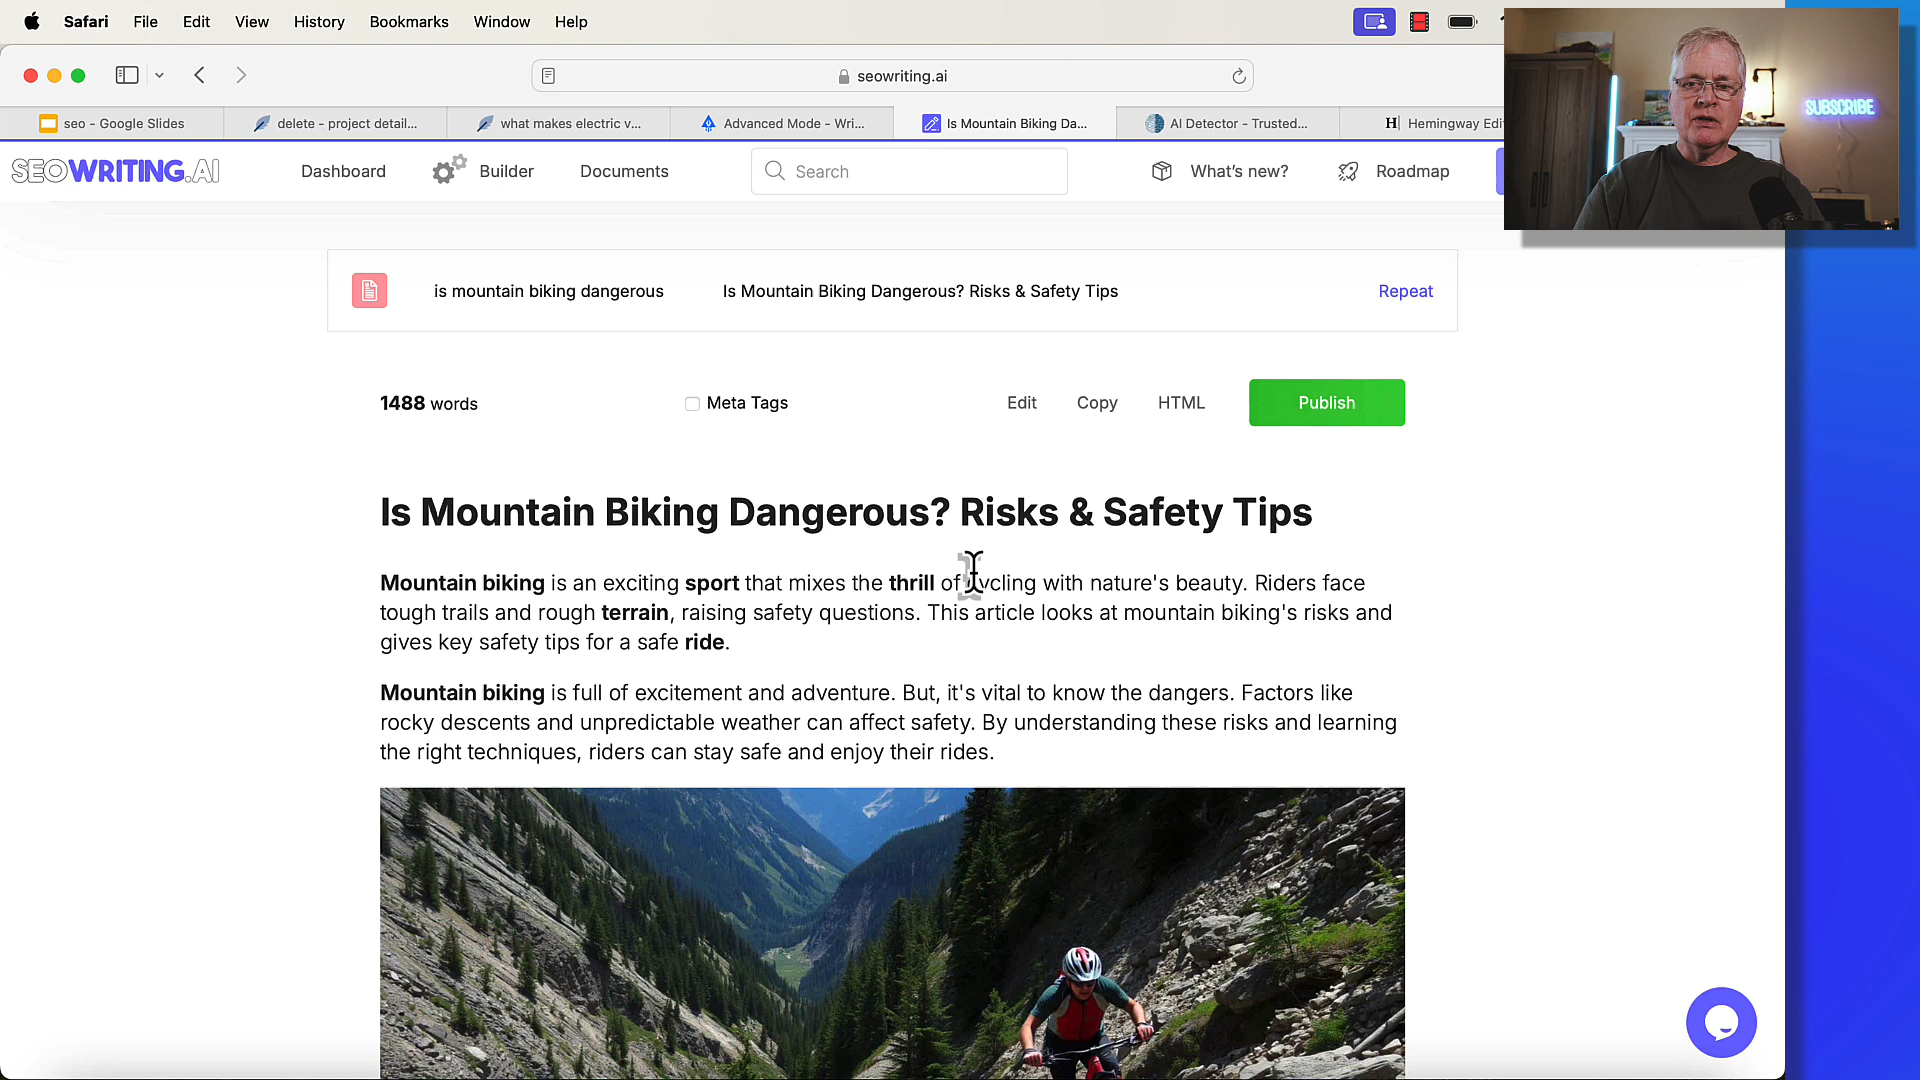 Safari File Edit View History Bookmarks Window Help
seowriting.ai
seo - Google Slides
delete - project detail...
what makes electric v...
Advanced Mode - Wri...
Is Mountain Biking Da...
AI Detector - Trusted...
H Hemingway Edi
SUBSCRIBE
SEOWRITING.AI
Dashboard
Builder
Documents
Search
What's new?
Roadmap
is mountain biking dangerous
Is Mountain Biking Dangerous? Risks & Safety Tips
Repeat
1488 words
Meta Tags
Edit
Copy
HTML
Publish
Is Mountain Biking Dangerous? Risks & Safety Tips
Mountain biking is an exciting sport that mixes the thrill of cycling with nature's beauty. Riders face
tough trails and rough terrain, raising safety questions. This article looks at mountain biking's risks and
gives key safety tips for a safe ride.
Mountain biking is full of excitement and adventure. But, it's vital to know the dangers. Factors like
rocky descents and unpredictable weather can affect safety. By understanding these risks and learning
the right techniques, riders can stay safe and enjoy their rides.